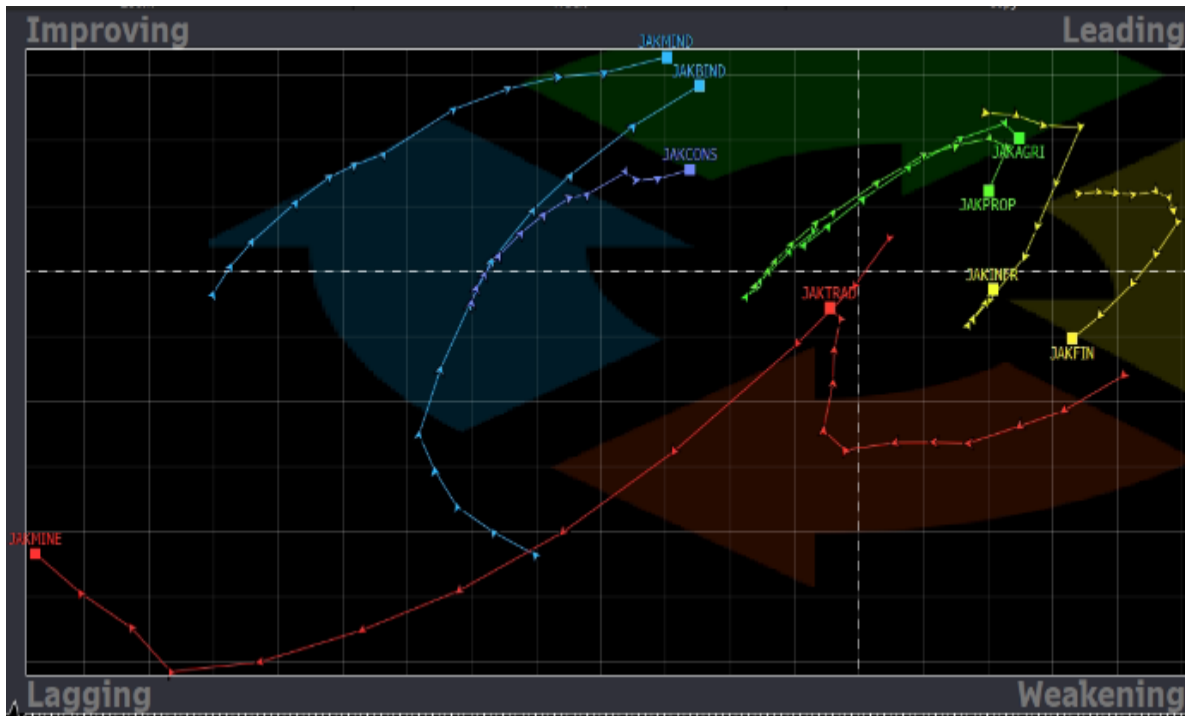 Improving
Leading
JAKMIND
JAKBIND
JAKCONS
JAKAGRI
JAKPROP
JAKINFR
JAKTRAD
JAKFIN
JAKMINE
Lagging
Weakening